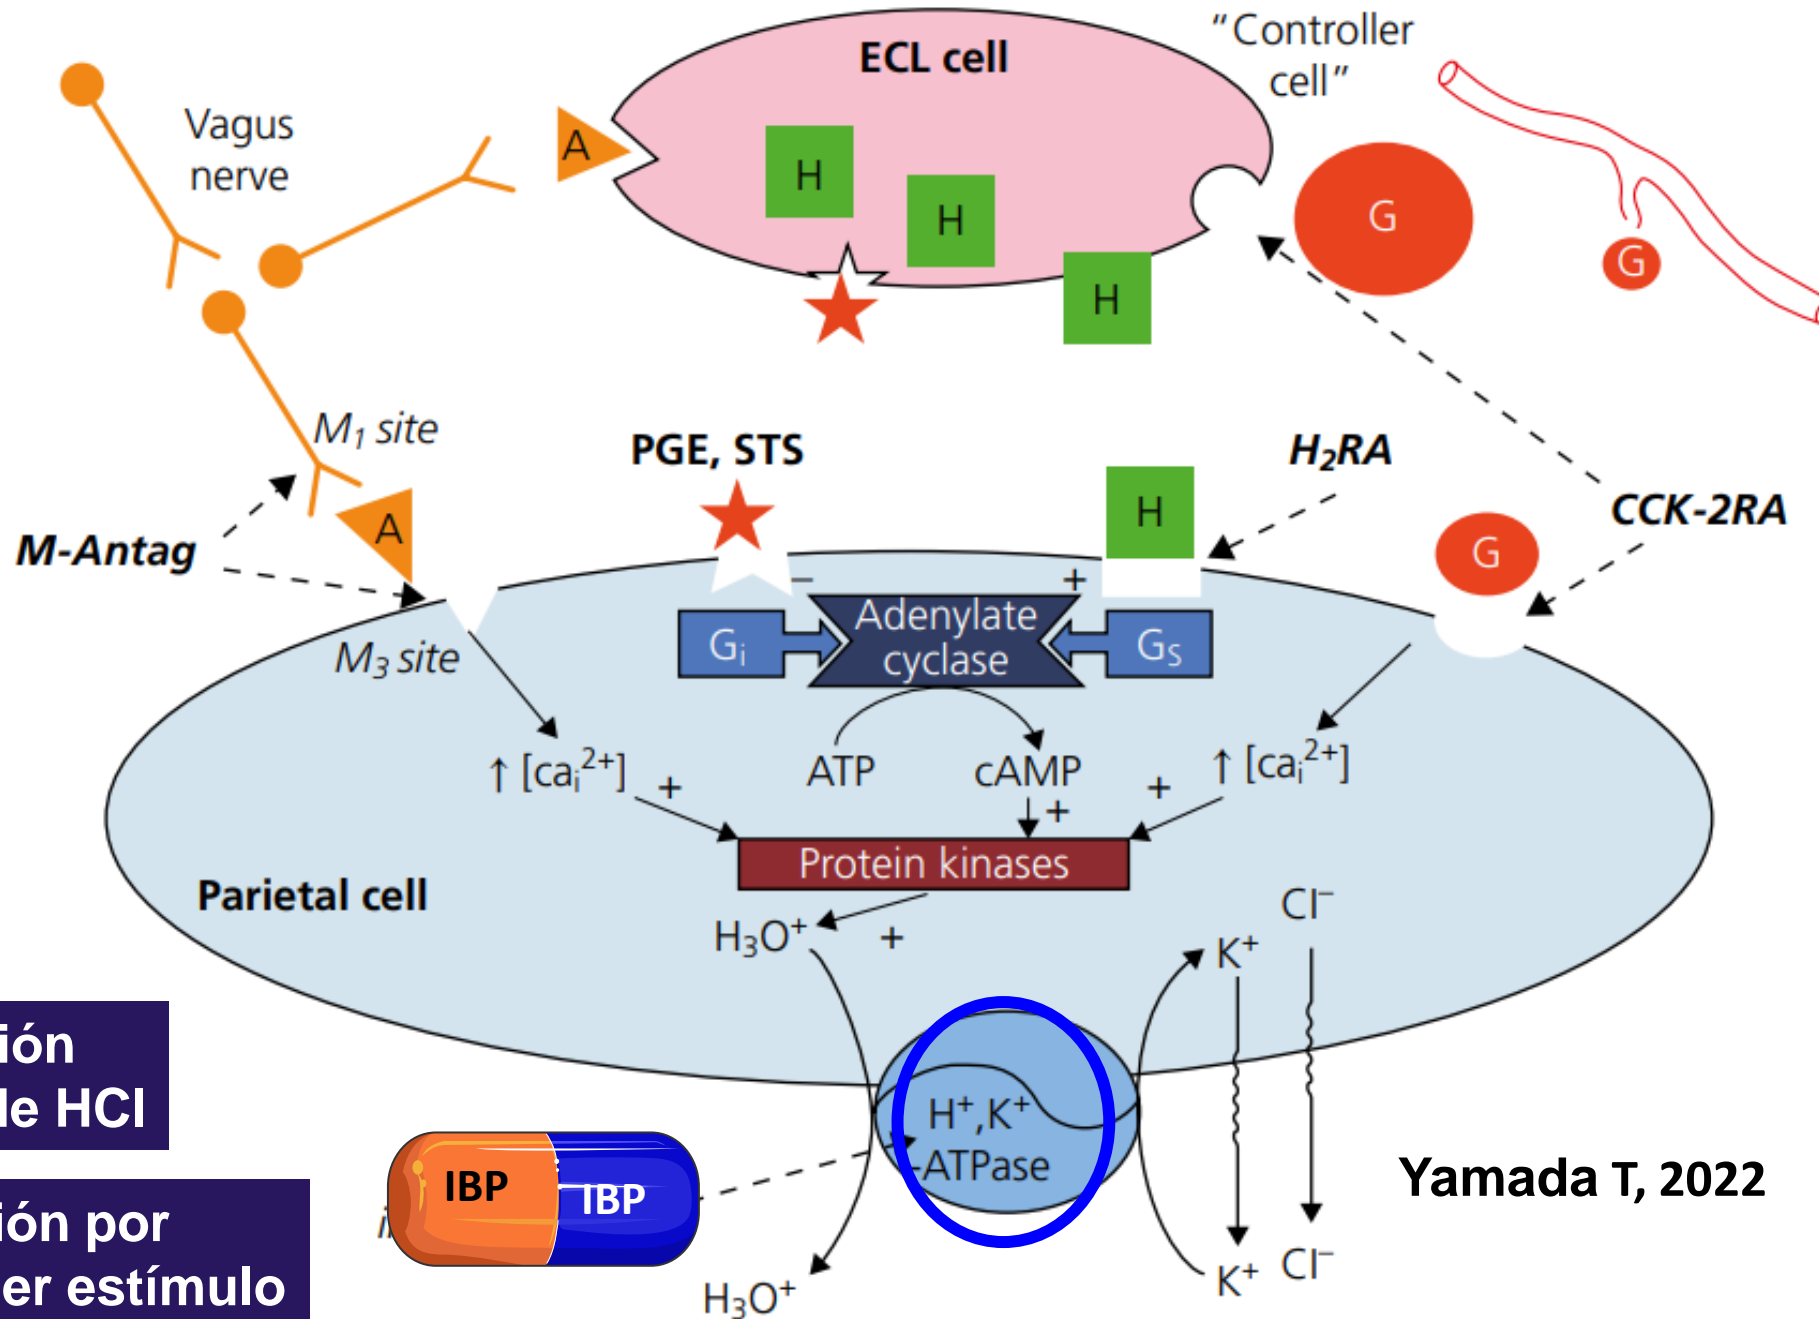 "Controller
cell"
ECL cell
Vagus
nerve
A
H
H
H
G
G
M₁ site
PGE, STS
H₂RA
CCK-2RA
M-Antag
A
H
G
– +
Adenylate
cyclase
Gᵢ
Gₛ
M₃ site
↑ [caᵢ²⁺]
+
ATP
cAMP
+
↑ [caᵢ²⁺]
+
Protein kinases
Parietal cell
H₃O⁺
+
K⁺
Cl⁻
ión
de HCl
H⁺,K⁺
-ATPase
IBP
IBP
Yamada T, 2022
ión por
er estímulo
H₃O⁺
K⁺
Cl⁻